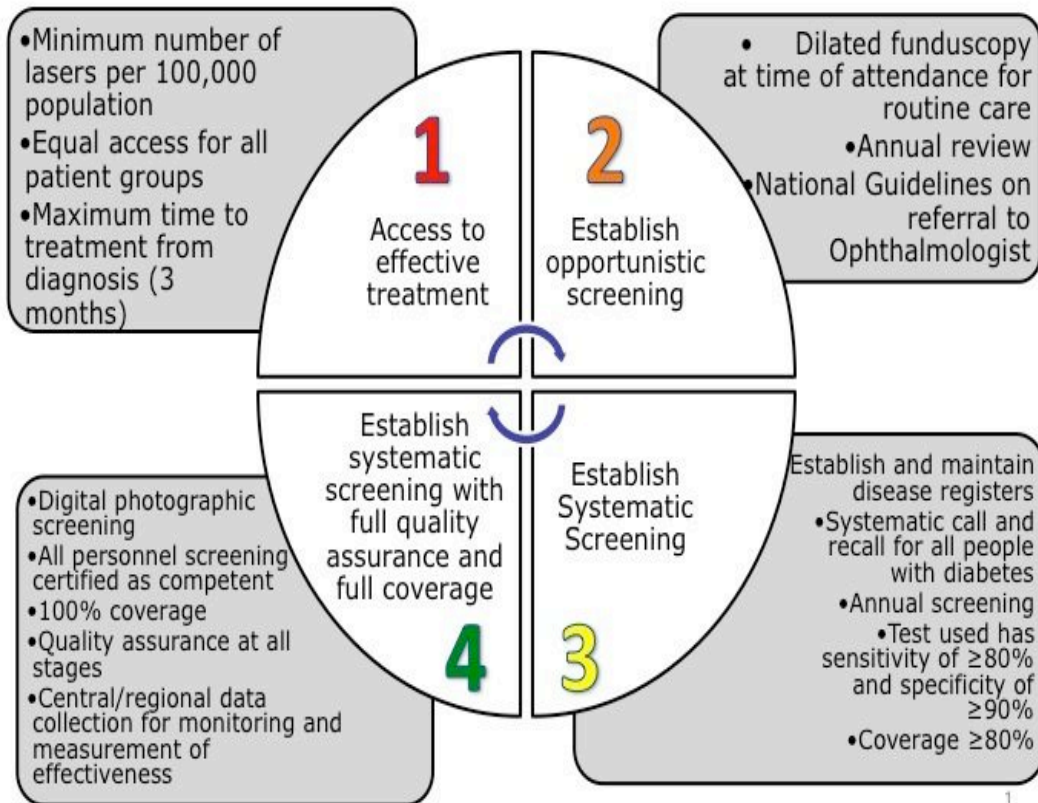 •Minimum number of
lasers per 100,000
population
•Equal access for all
patient groups
•Maximum time to
treatment from
diagnosis (3
months)
1
Access to
effective
treatment
2
Establish
opportunistic
screening
• Dilated funduscopy
at time of attendance for
routine care
•Annual review
•National Guidelines on
referral to
Ophthalmologist
•Digital photographic
screening
•All personnel screening
certified as competent
•100% coverage
•Quality assurance at all
stages
•Central/regional data
collection for monitoring and
measurement of
effectiveness
Establish
systematic
screening with
full quality
assurance and
full coverage
4
Establish
Systematic
Screening
3
Establish and maintain
disease registers
•Systematic call and
recall for all people
with diabetes
•Annual screening
•Test used has
sensitivity of ≥80%
and specificity of
≥90%
•Coverage ≥80%
1